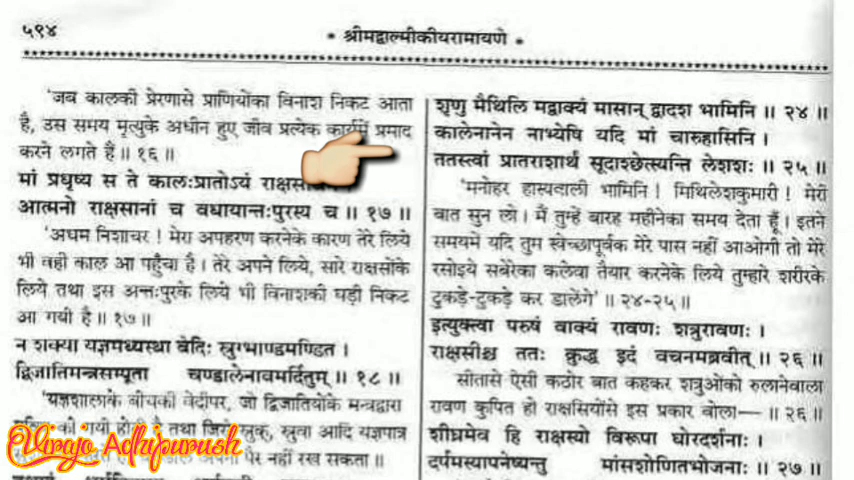 ५९४
* श्रीमद्वाल्मीकीयरामायणे *
'जब कालकी प्रेरणासे प्राणियोंका विनाश निकट आता
है, उस समय मृत्युके अधीन हुए जीव प्रत्येक कार्यमें प्रमाद
करने लगते हैं॥ १६॥
मां प्रधृष्य स ते कालःप्राप्तोऽयं
आत्मनो राक्षसानां च वधायान्तःपुरस्य च॥ १७॥
'अधम निशाचर! मेरा अपहरण करनेके कारण तेरे लिये
भी वही काल आ पहुँचा है। तेरे अपने लिये, सारे राक्षसोंके
लिये तथा इस अन्तःपुरके लिये भी विनाशकी घड़ी निकट
आ गयी है॥ १७॥
न शक्या यज्ञमध्यस्था वेदिः स्रुग्भाण्डमण्डिता।
द्विजातिमन्त्रसम्पूता चण्डालेनावमर्दितुम्॥ १८॥
'यज्ञशालाके बीचकी वेदीपर, जो द्विजातियोंके मन्त्रद्वारा
की गयी होती है तथा जिसे स्रुक्, स्रुवा आदि यज्ञपात्र
अपना पैर नहीं रख सकता॥
शृणु मैथिलि मद्वाक्यं मासान् द्वादश भामिनि॥ २४॥
कालेनानेन नाभ्येषि यदि मां चारुहासिनि।
ततस्त्वां प्रातराशार्थं सूदाश्छेत्स्यन्ति लेशशः॥ २५॥
'मनोहर हास्यवाली भामिनि! मिथिलेशकुमारी! मेरी
बात सुन लो। मैं तुम्हें बारह महीनेका समय देता हूँ। इतने
समयमें यदि तुम स्वेच्छापूर्वक मेरे पास नहीं आओगी तो मेरे
रसोइये सबेरेका कलेवा तैयार करनेके लिये तुम्हारे शरीरके
टुकड़े-टुकड़े कर डालेंगे'॥ २४-२५॥
इत्युक्त्वा परुषं वाक्यं रावणः शत्रुरावणः।
राक्षसीश्च ततः क्रुद्ध इदं वचनमब्रवीत्॥ २६॥
सीतासे ऐसी कठोर बात कहकर शत्रुओंको रुलानेवाला
रावण कुपित हो राक्षसियोंसे इस प्रकार बोला—॥ २६॥
शीघ्रमेव हि राक्षस्यो विरूपा घोरदर्शनाः।
दर्पमस्यापनेष्यन्तु मांसशोणितभोजनाः॥ २७॥
Virajo Adhipurush